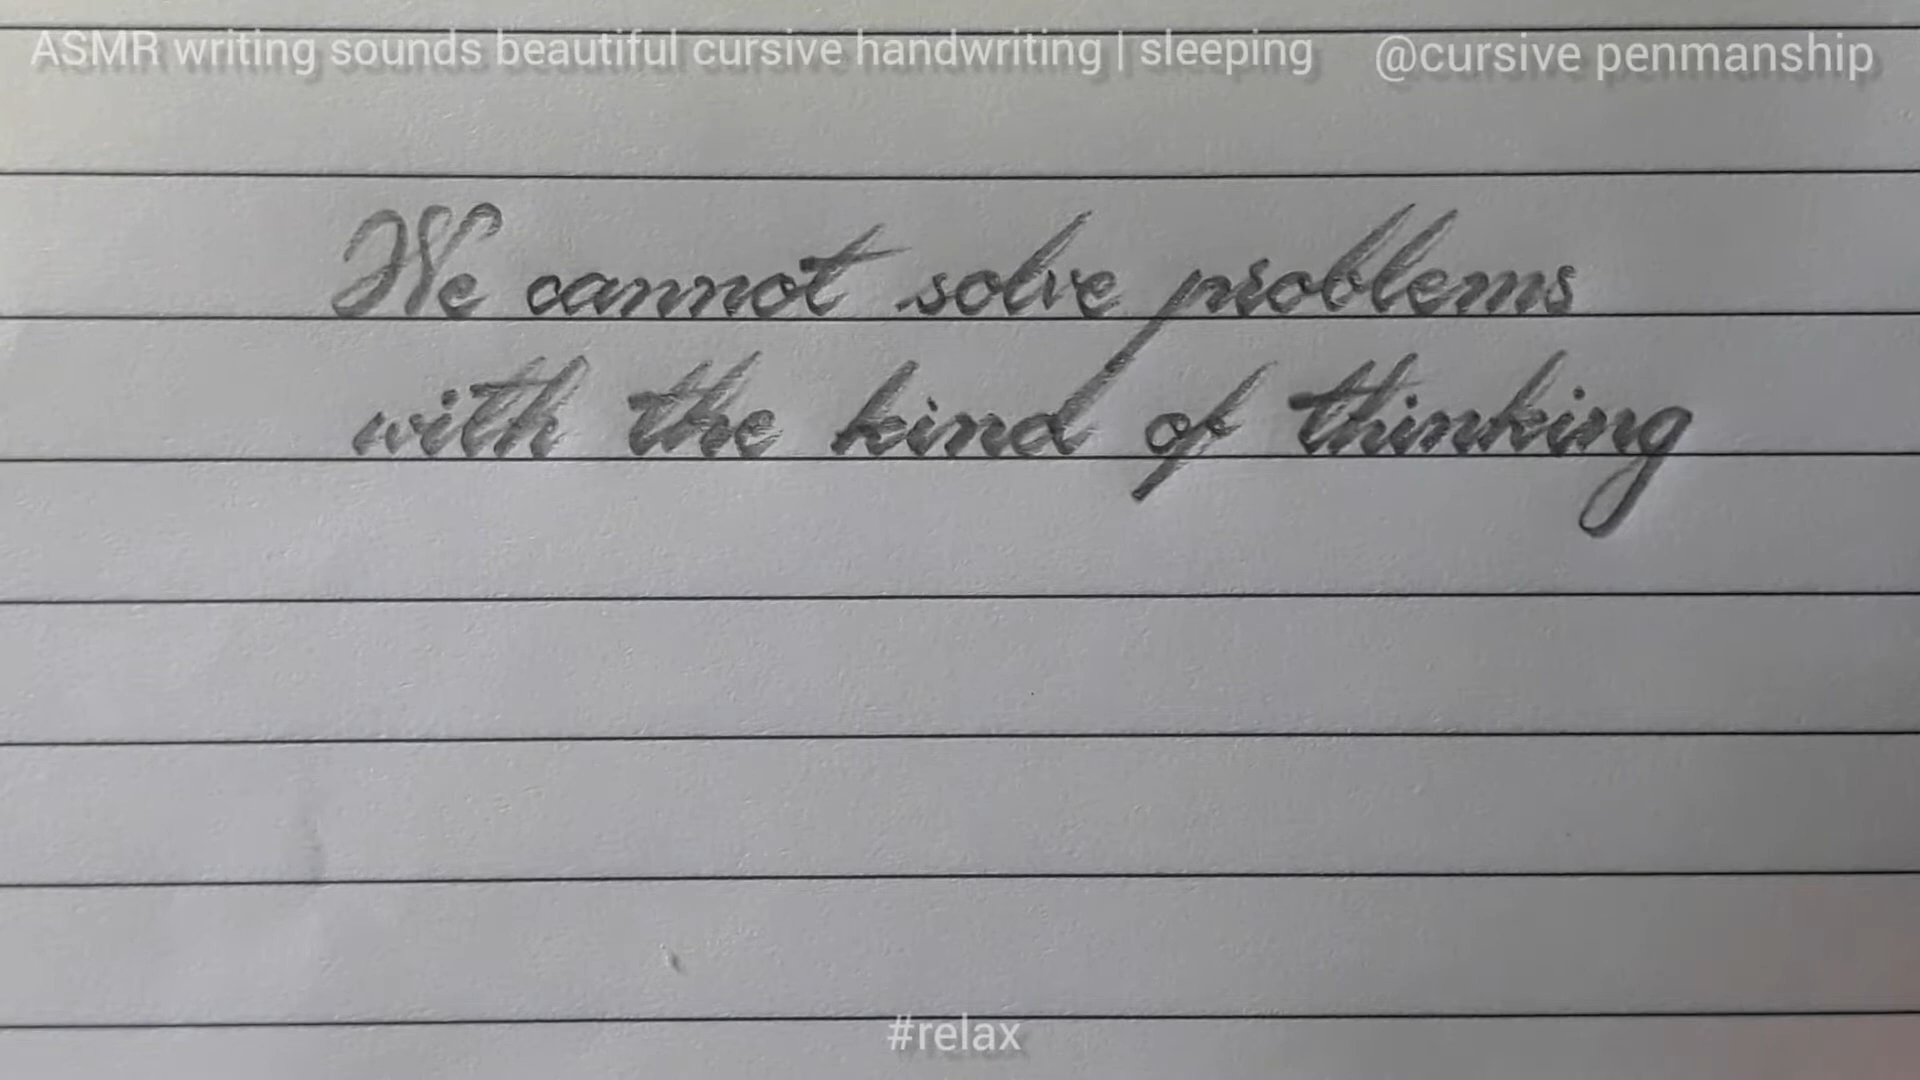 ASMR writing sounds beautiful cursive handwriting | sleeping @cursive penmanship
We cannot solve problems
with the kind of thinking
#relax